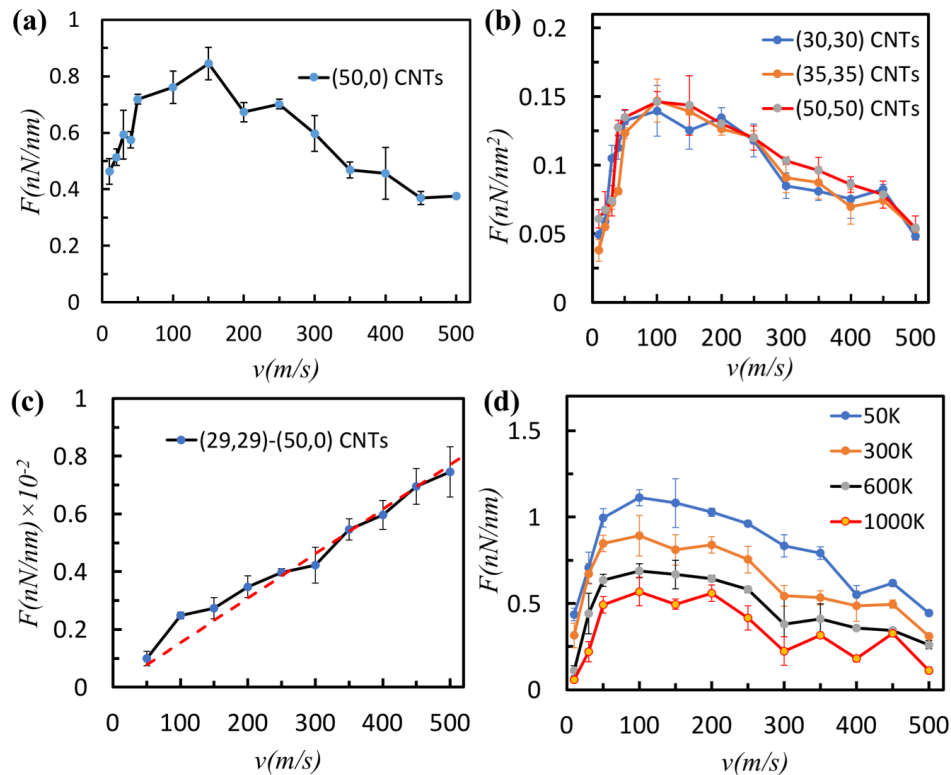 (a)
F(nN/nm)
1
0.8
0.6
0.4
0.2
0
(50,0) CNTs
0 100 200 300 400 500
v(m/s)
(b)
F(nN/nm²)
0.2
0.15
0.1
0.05
0
(30,30) CNTs
(35,35) CNTs
(50,50) CNTs
0 100 200 300 400 500
v(m/s)
(c)
F(nN/nm)×10⁻²
1
0.8
0.6
0.4
0.2
0
(29,29)-(50,0) CNTs
0 100 200 300 400 500
v(m/s)
(d)
F(nN/nm)
1.5
1
0.5
0
50K
300K
600K
1000K
0 100 200 300 400 500
v(m/s)